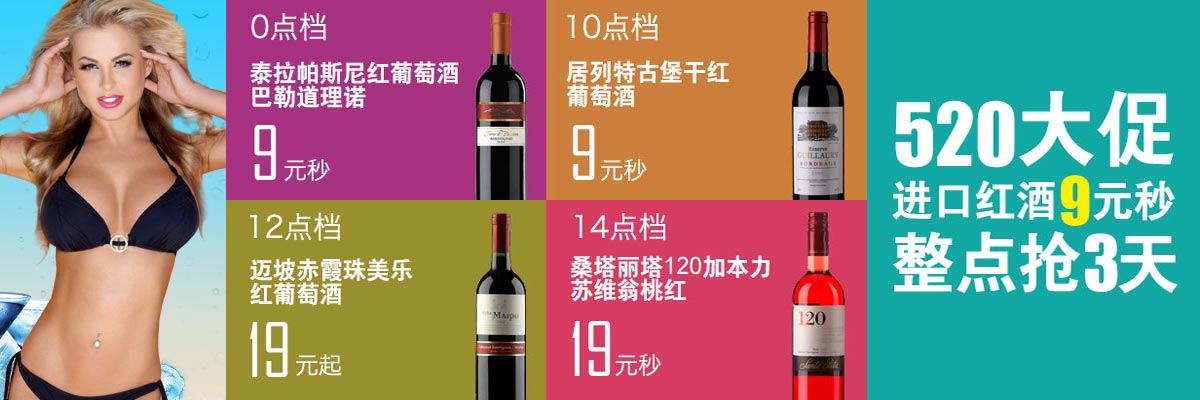 0点档
泰拉帕斯尼红葡萄酒
巴勒道理诺
9元秒
10点档
居列特古堡干红
葡萄酒
9元秒
Réserve
GUILLAURY
BORDEAUX
12点档
迈坡赤霞珠美乐
红葡萄酒
19元起
MAIPO
14点档
桑塔丽塔120加本力
苏维翁桃红
19元秒
120
520大促
进口红酒9元秒
整点抢3天